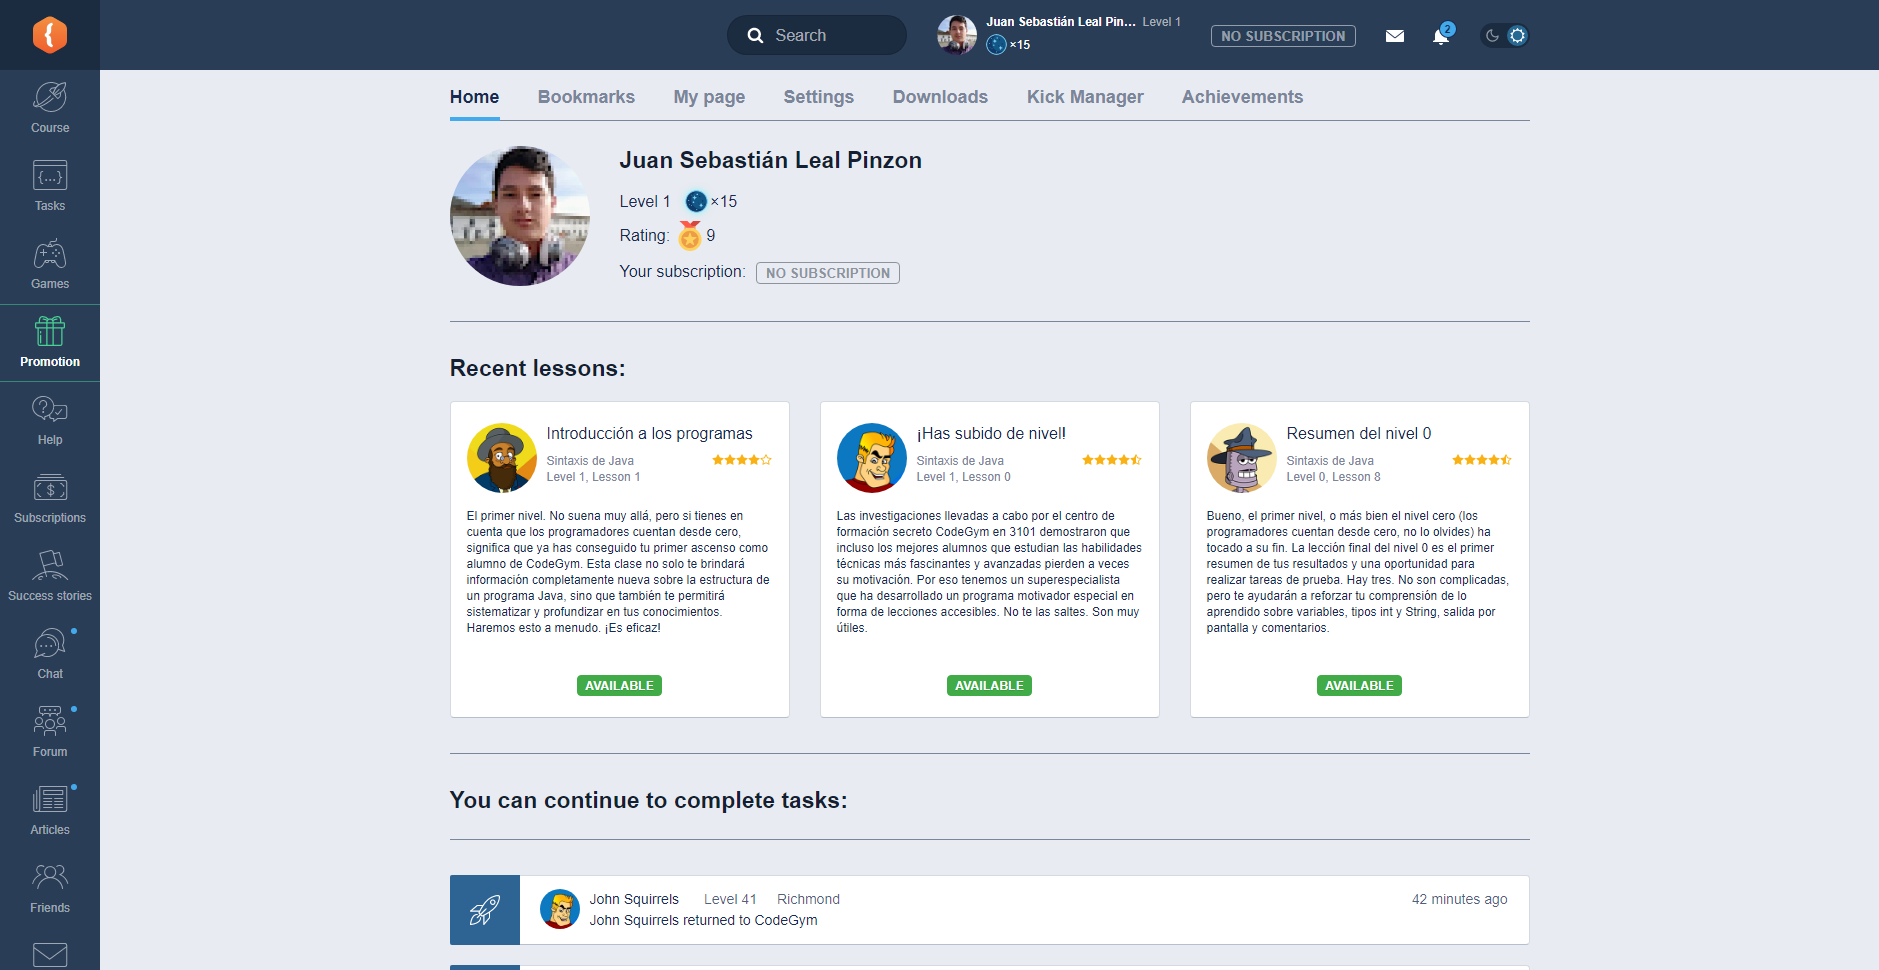 Search
Juan Sebastián Leal Pin... Level 1
×15
NO SUBSCRIPTION
2
Course
Tasks
Games
Promotion
Help
Subscriptions
Success stories
Chat
Forum
Articles
Friends
Home Bookmarks My page Settings Downloads Kick Manager Achievements
Juan Sebastián Leal Pinzon
Level 1 ×15
Rating: 9
Your subscription: NO SUBSCRIPTION
Recent lessons:
Introducción a los programas
Sintaxis de Java
Level 1, Lesson 1
El primer nivel. No suena muy allá, pero si tienes en
cuenta que los programadores cuentan desde cero,
significa que ya has conseguido tu primer ascenso como
alumno de CodeGym. Esta clase no solo te brindará
información completamente nueva sobre la estructura de
un programa Java, sino que también te permitirá
sistematizar y profundizar en tus conocimientos.
Haremos esto a menudo. ¡Es eficaz!
AVAILABLE
¡Has subido de nivel!
Sintaxis de Java
Level 1, Lesson 0
Las investigaciones llevadas a cabo por el centro de
formación secreto CodeGym en 3101 demostraron que
incluso los mejores alumnos que estudian las habilidades
técnicas más fascinantes y avanzadas pierden a veces
su motivación. Por eso tenemos un superespecialista
que ha desarrollado un programa motivador especial en
forma de lecciones accesibles. No te las saltes. Son muy
útiles.
AVAILABLE
Resumen del nivel 0
Sintaxis de Java
Level 0, Lesson 8
Bueno, el primer nivel, o más bien el nivel cero (los
programadores cuentan desde cero, no lo olvides) ha
tocado a su fin. La lección final del nivel 0 es el primer
resumen de tus resultados y una oportunidad para
realizar tareas de prueba. Hay tres. No son complicadas,
pero te ayudarán a reforzar tu comprensión de lo
aprendido sobre variables, tipos int y String, salida por
pantalla y comentarios.
AVAILABLE
You can continue to complete tasks:
John Squirrels Level 41 Richmond 42 minutes ago
John Squirrels returned to CodeGym